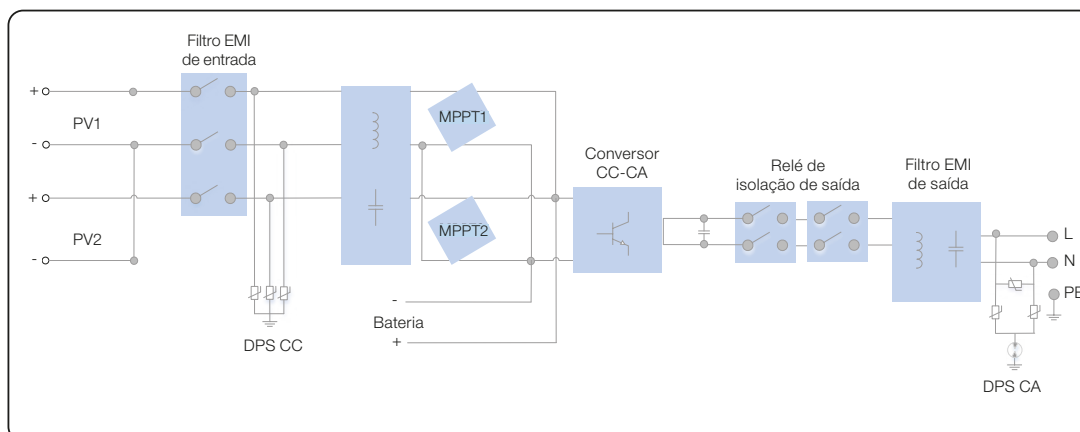 Filtro EMI
de entrada
+
PV1
-
+
PV2
-
DPS CC
MPPT1
MPPT2
-
Bateria
+
Conversor
CC-CA
Relé de
isolação de saída
Filtro EMI
de saída
L
N
PE
DPS CA